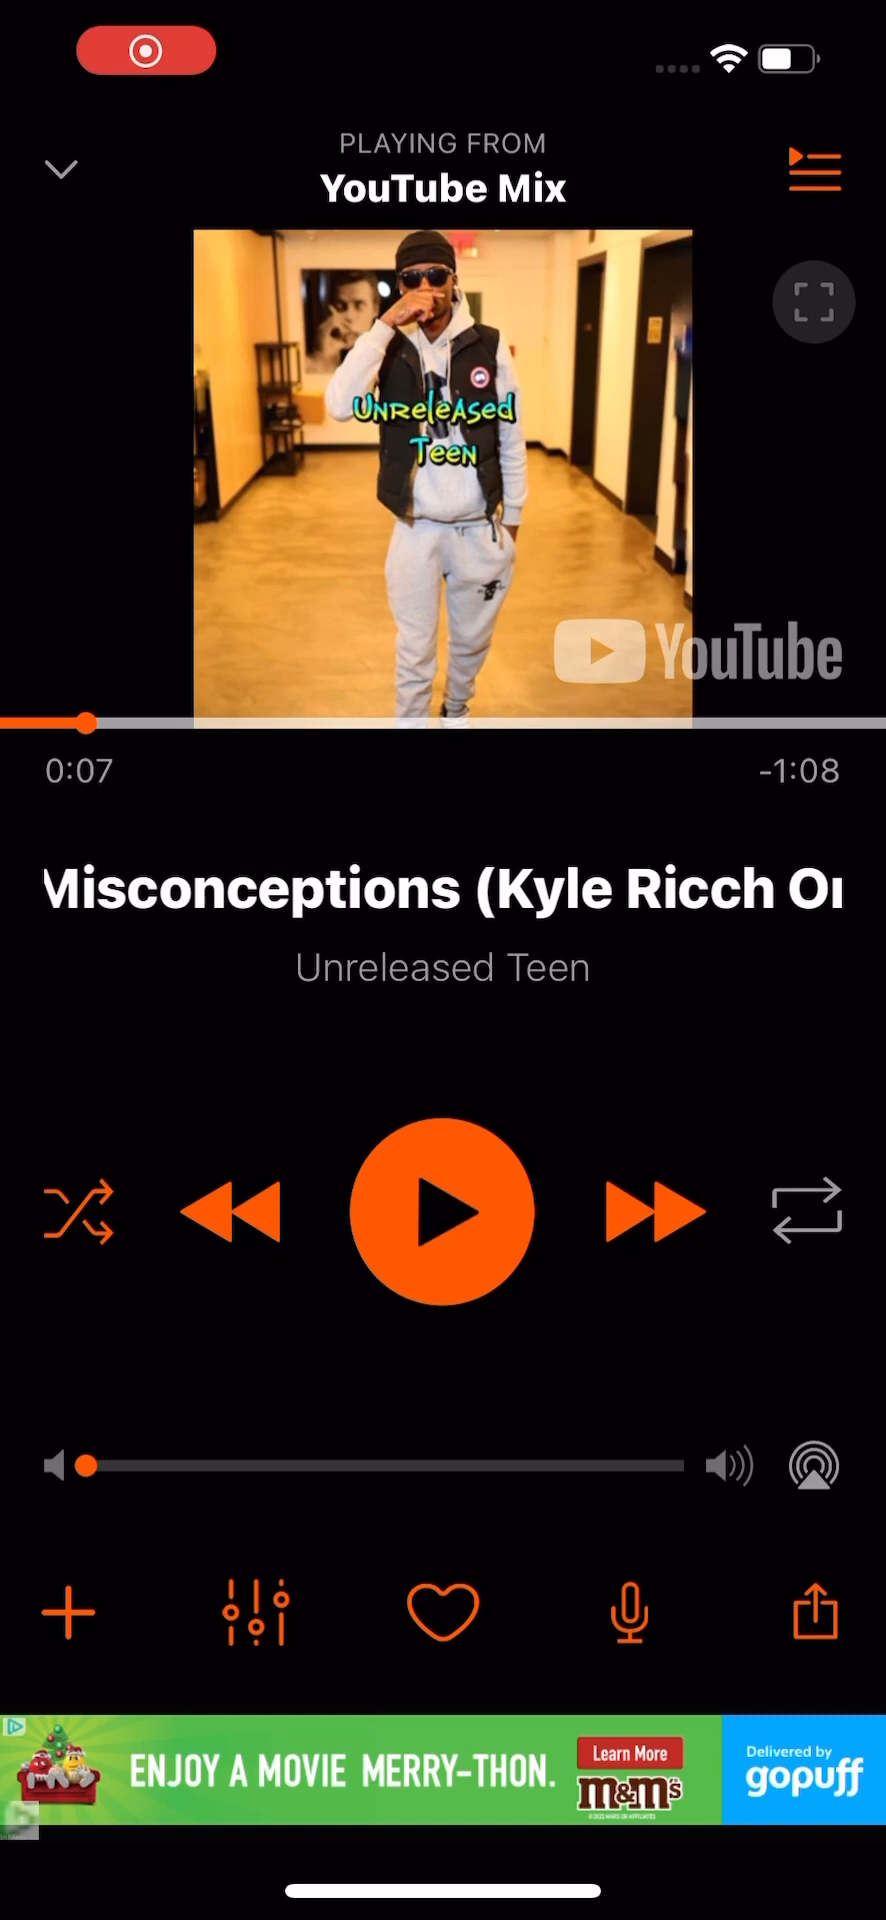 PLAYING FROM
YouTube Mix
UNReleAsed
TeeN
YouTube
0:07
-1:08
Misconceptions (Kyle Ricch
Unreleased Teen
ENJOY A MOVIE MERRY-THON.
Learn More
m&m's
Delivered by
gopuff